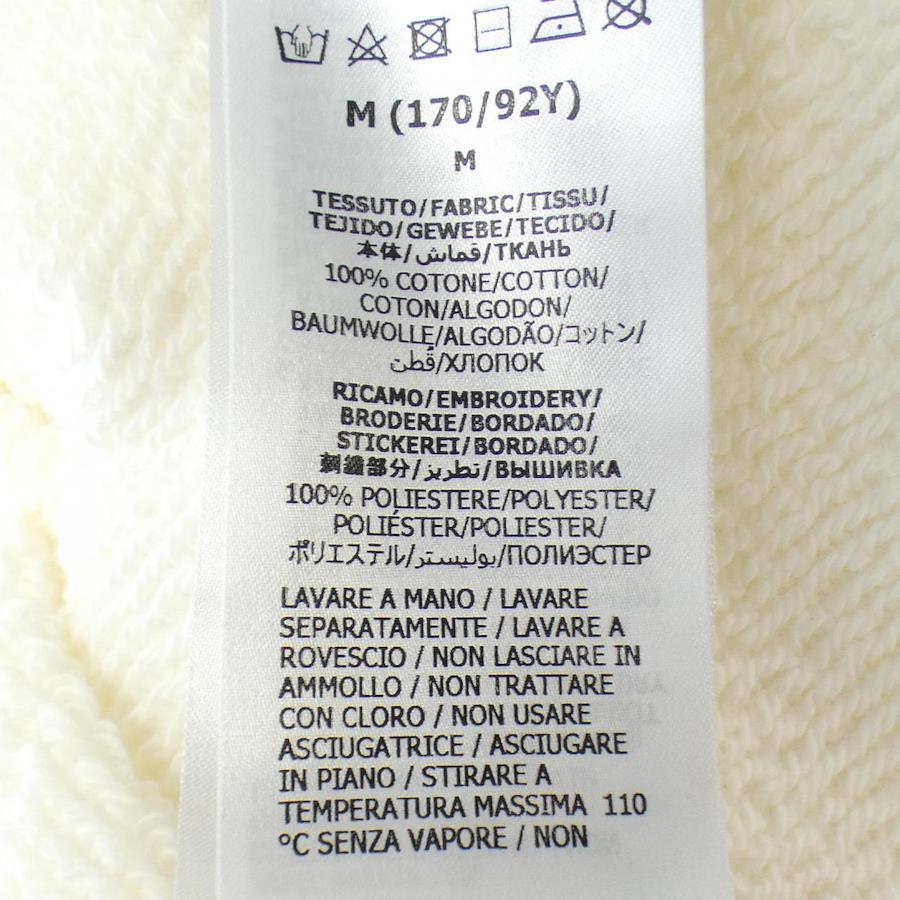 M (170/92Y)
M
TESSUTO/FABRIC/TISSU/
TEJIDO/GEWEBE/TECIDO/
本体/قماش/ТКАНЬ
100% COTONE/COTTON/
COTON/ALGODON/
BAUMWOLLE/ALGODÃO/コットン/
قُطن/ХЛОПОК
RICAMO/EMBROIDERY/
BRODERIE/BORDADO/
STICKEREI/BORDADO/
刺繍部分/تطريز/ВЫШИВКА
100% POLIESTERE/POLYESTER/
POLIÉSTER/POLIESTER/
ポリエステル/بوليستر/ПОЛИЭСТЕР
LAVARE A MANO / LAVARE
SEPARATAMENTE / LAVARE A
ROVESCIO / NON LASCIARE IN
AMMOLLO / NON TRATTARE
CON CLORO / NON USARE
ASCIUGATRICE / ASCIUGARE
IN PIANO / STIRARE A
TEMPERATURA MASSIMA 110
°C SENZA VAPORE / NON